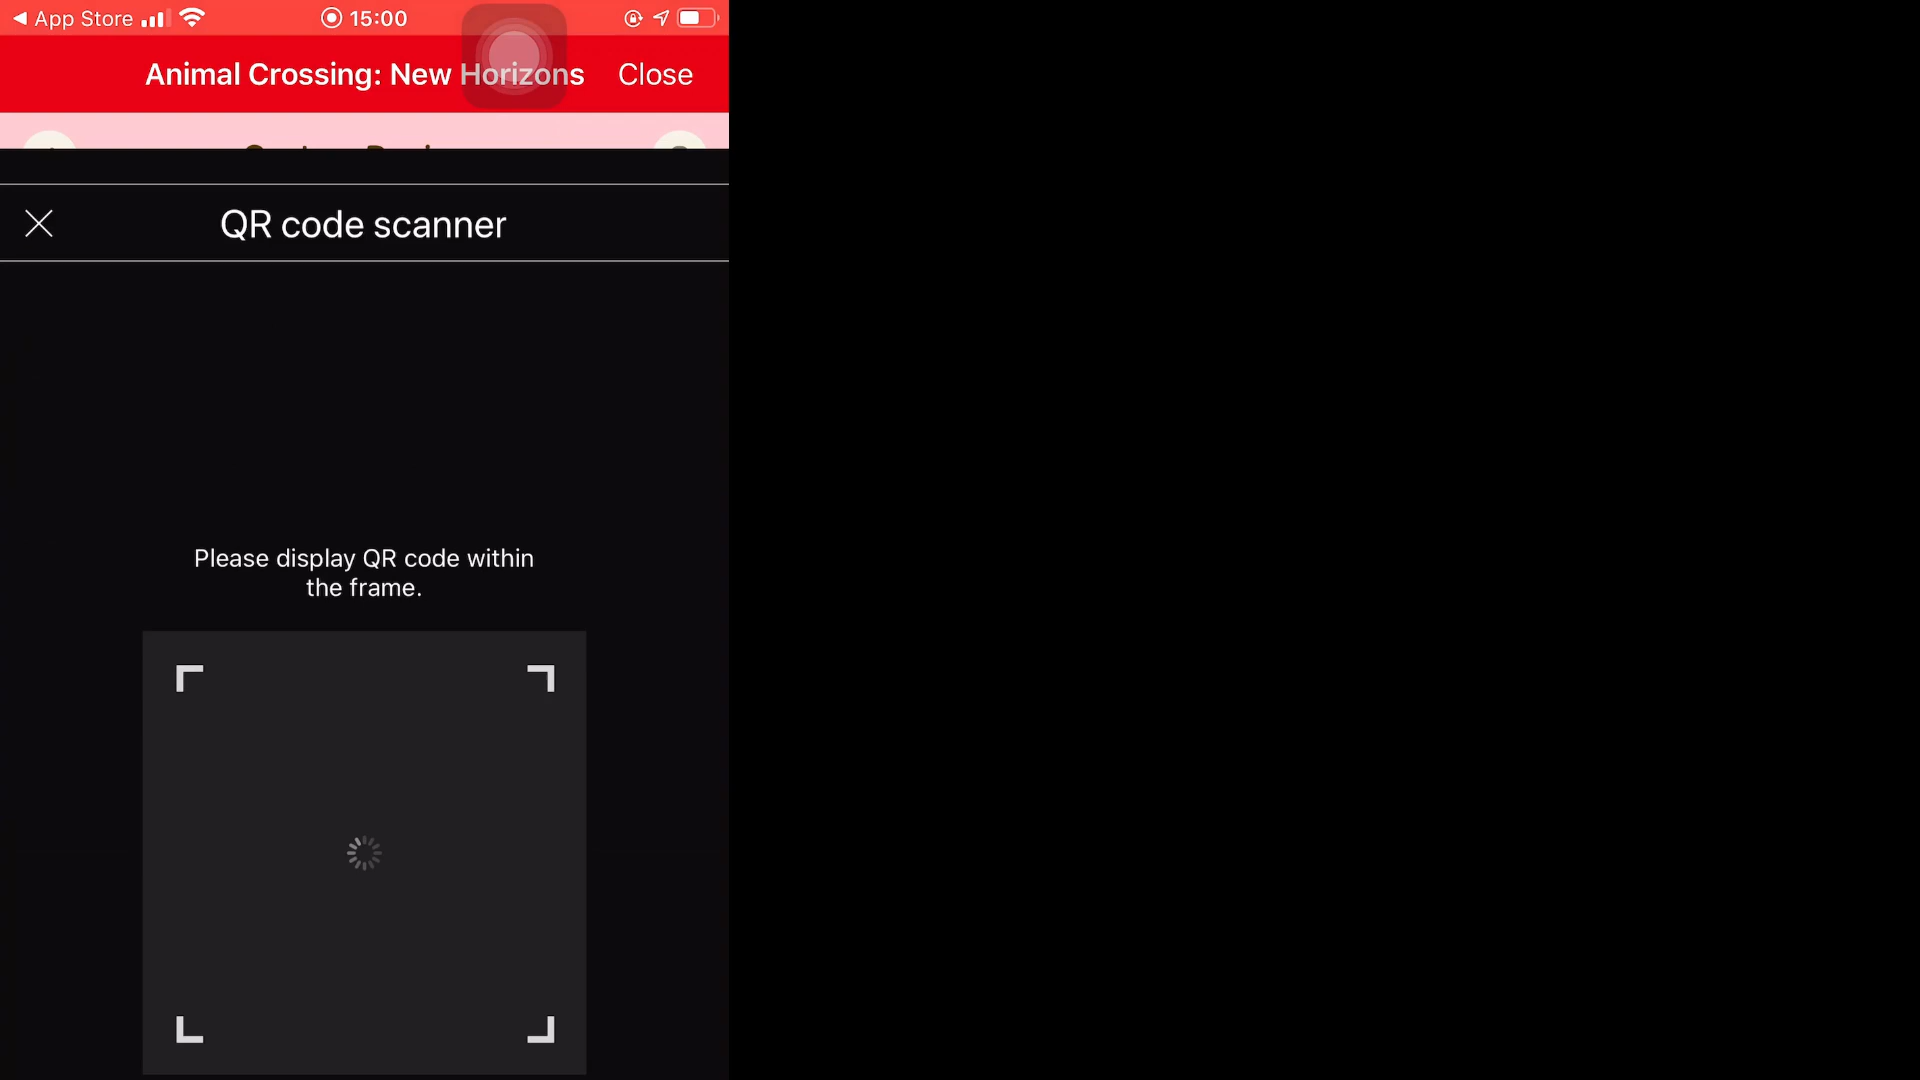 App Store
15:00
Animal Crossing: New Horizons
Close
QR code scanner
Please display QR code within
the frame.